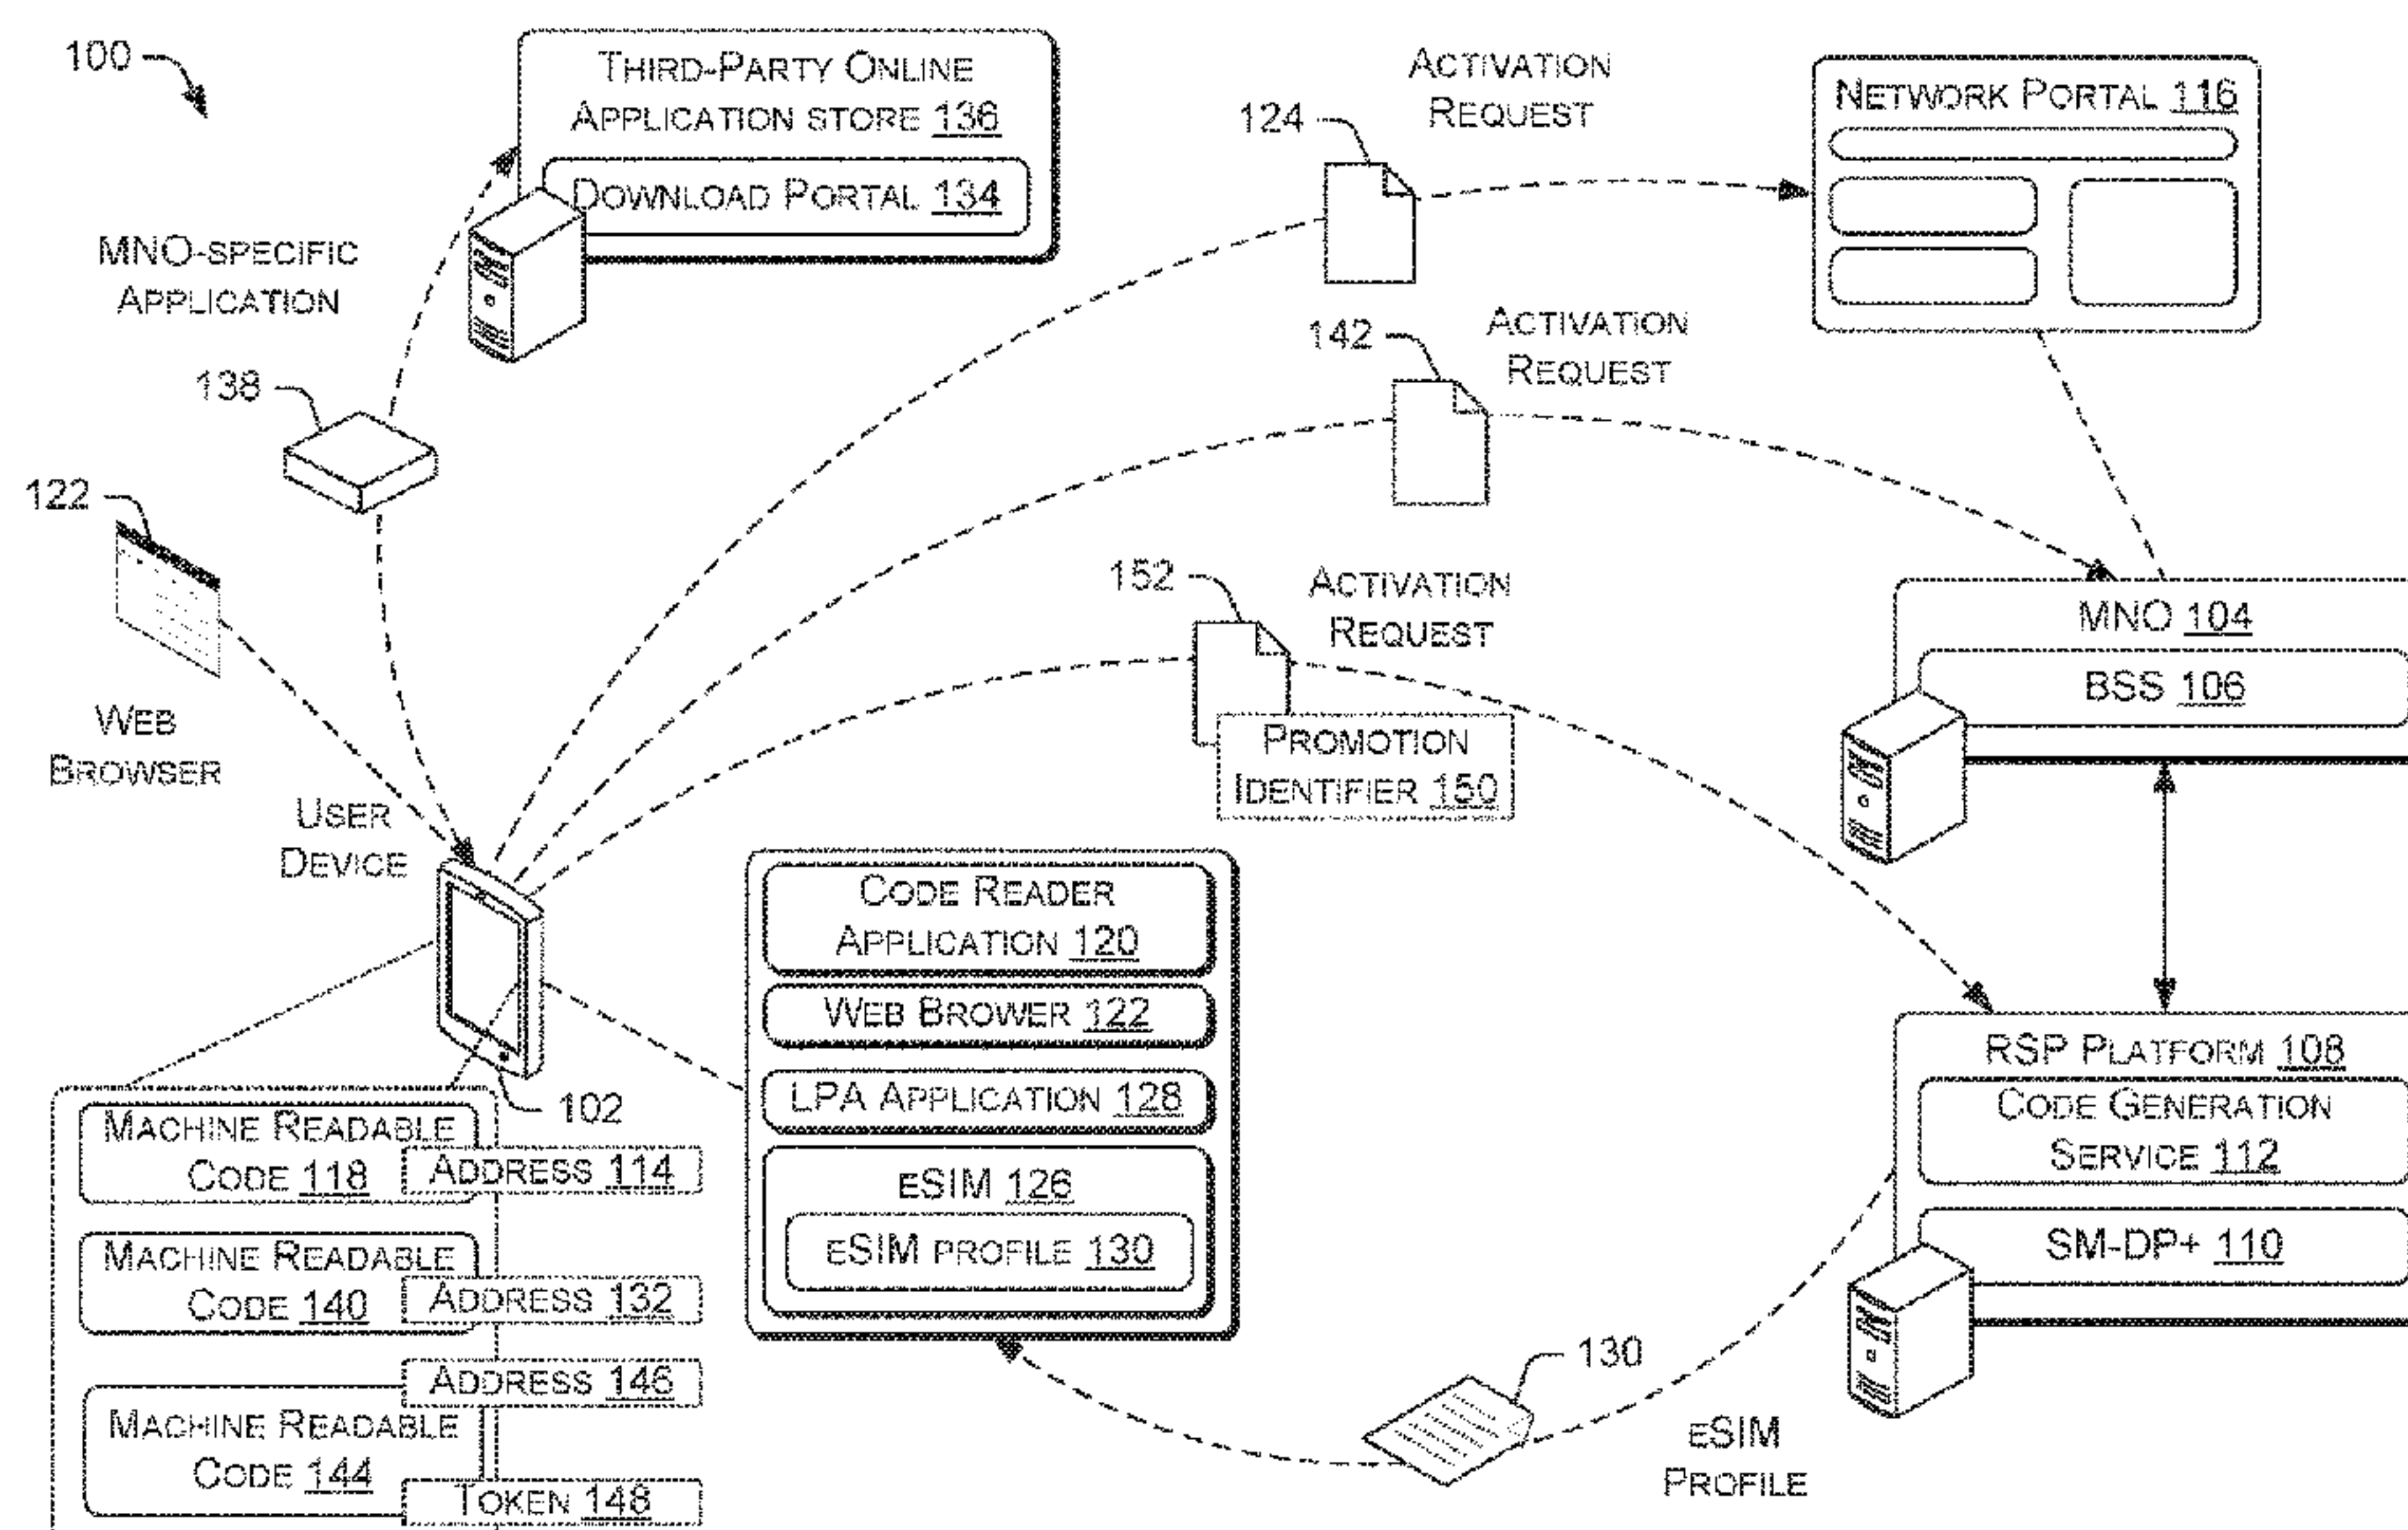 100
THIRD-PARTY ONLINE
APPLICATION STORE 136
DOWNLOAD PORTAL 134
ACTIVATION
REQUEST
124
NETWORK PORTAL 116
MNO-SPECIFIC
APPLICATION
138
142
ACTIVATION
REQUEST
122
WEB
BROWSER
152
ACTIVATION
REQUEST
PROMOTION
IDENTIFIER 150
MNO 104
BSS 106
USER
DEVICE
102
CODE READER
APPLICATION 120
WEB BROWER 122
LPA APPLICATION 128
eSIM 126
eSIM PROFILE 130
RSP PLATFORM 108
CODE GENERATION
SERVICE 112
SM-DP+ 110
MACHINE READABLE
CODE 118
ADDRESS 114
MACHINE READABLE
CODE 140
ADDRESS 132
ADDRESS 146
MACHINE READABLE
CODE 144
TOKEN 148
130
eSIM
PROFILE